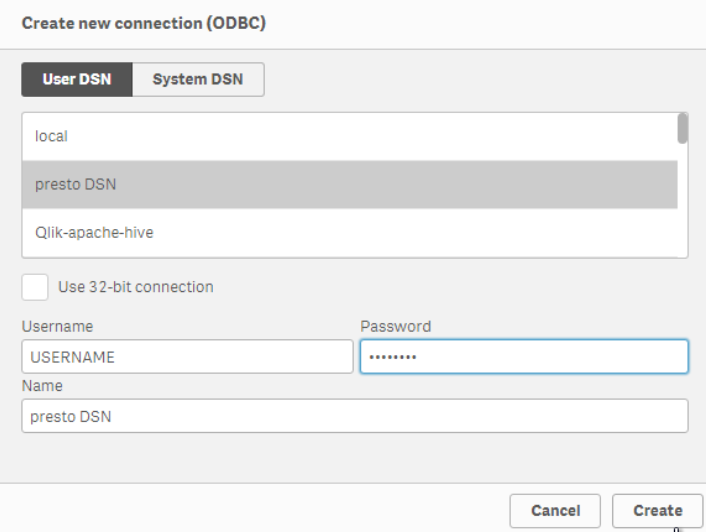 Create new connection (ODBC)
User DSN System DSN
local
presto DSN
Qlik-apache-hive
Use 32-bit connection
Username Password
USERNAME ••••••••
Name
presto DSN
Cancel Create